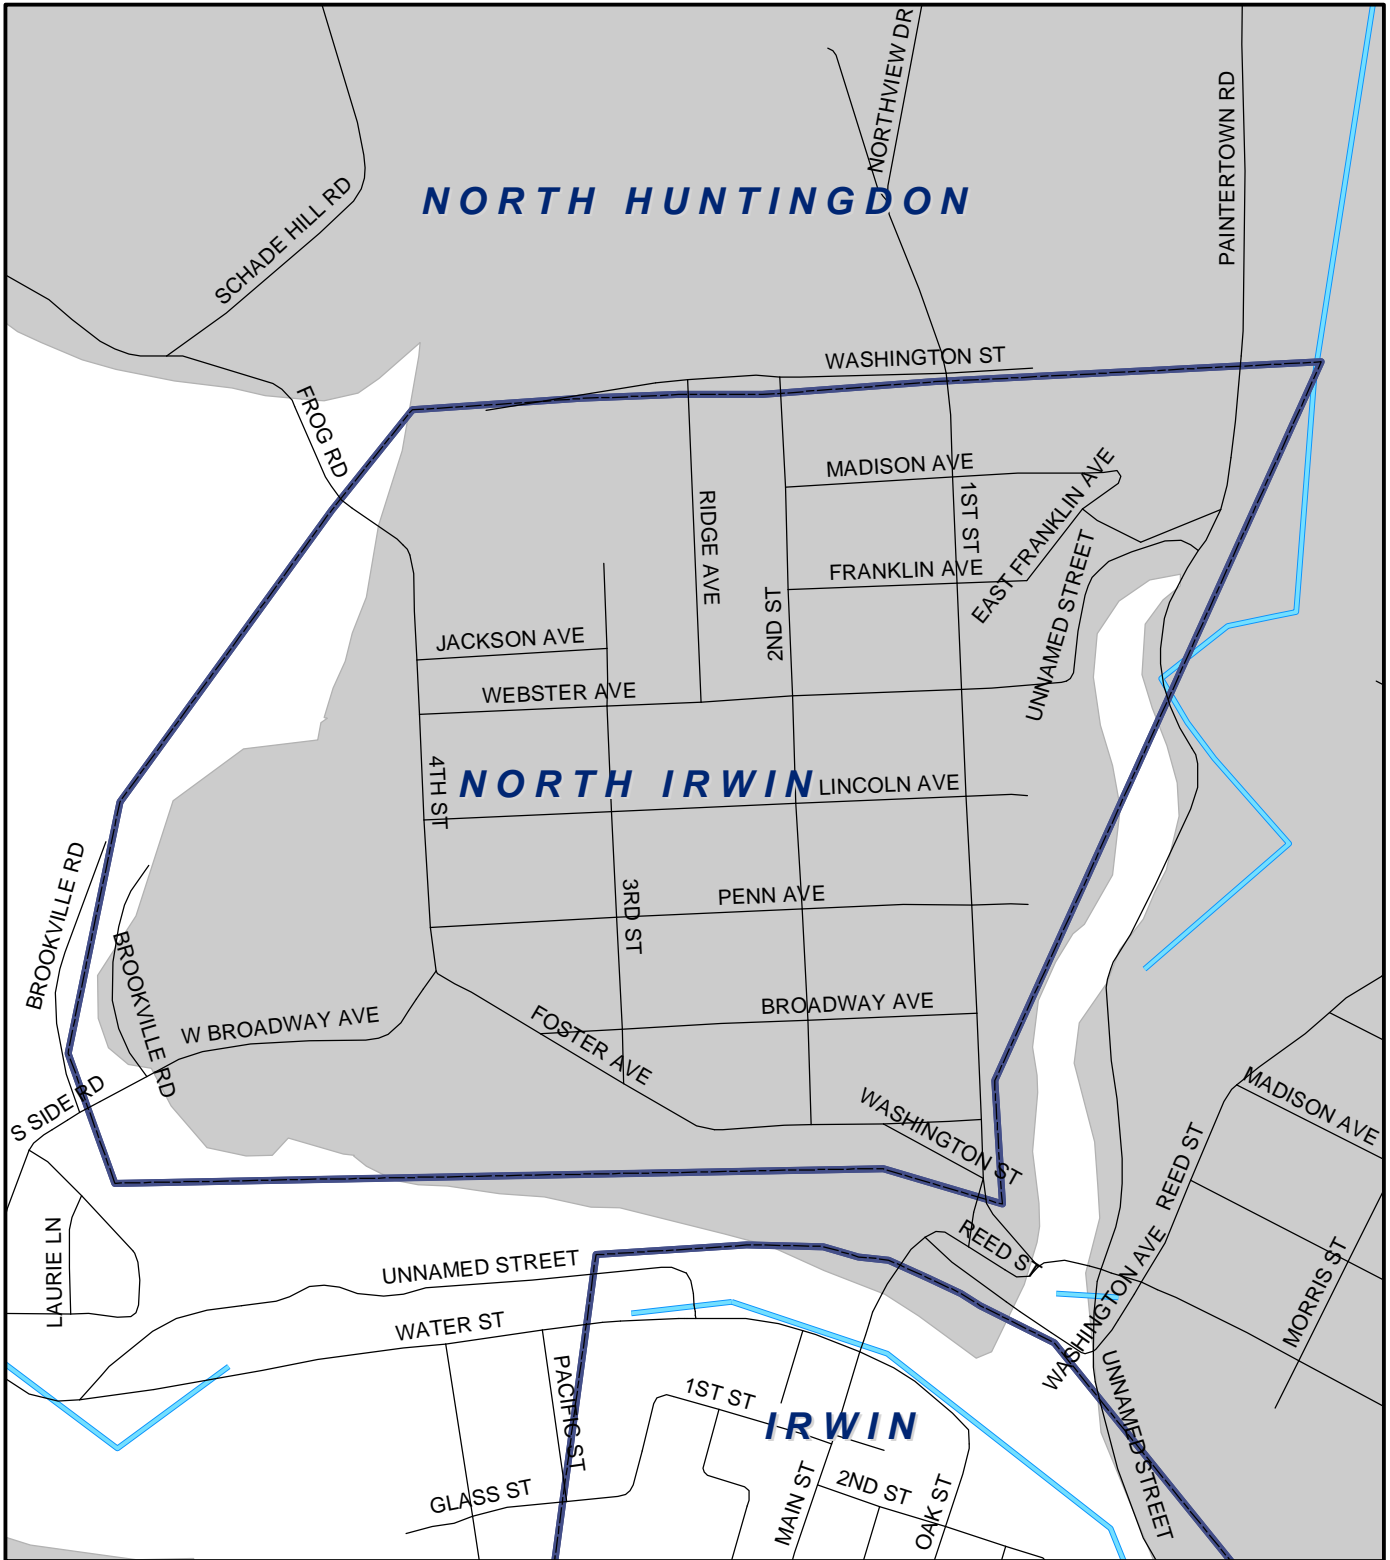 NORTHVIEW DR
PAINTERTOWN RD
NORTH HUNTINGDON
SCHADE HILL RD
WASHINGTON ST
FROG RD
MADISON AVE
RIDGE AVE
1ST ST
EAST FRANKLIN AVE
FRANKLIN AVE
UNNAMED STREET
2ND ST
JACKSON AVE
WEBSTER AVE
4TH ST
NORTH IRWIN
LINCOLN AVE
BROOKVILLE RD
3RD ST
PENN AVE
BROOKVILLE RD
W BROADWAY AVE
FOSTER AVE
BROADWAY AVE
S SIDE RD
WASHINGTON ST
MADISON AVE
REED ST
LAURIE LN
REED S
UNNAMED STREET
WASHINGTON AVE
MORRIS ST
WATER ST
PACIFIC ST
1ST ST
IRWIN
UNNAMED STREET
GLASS ST
MAIN ST
2ND ST
OAK ST